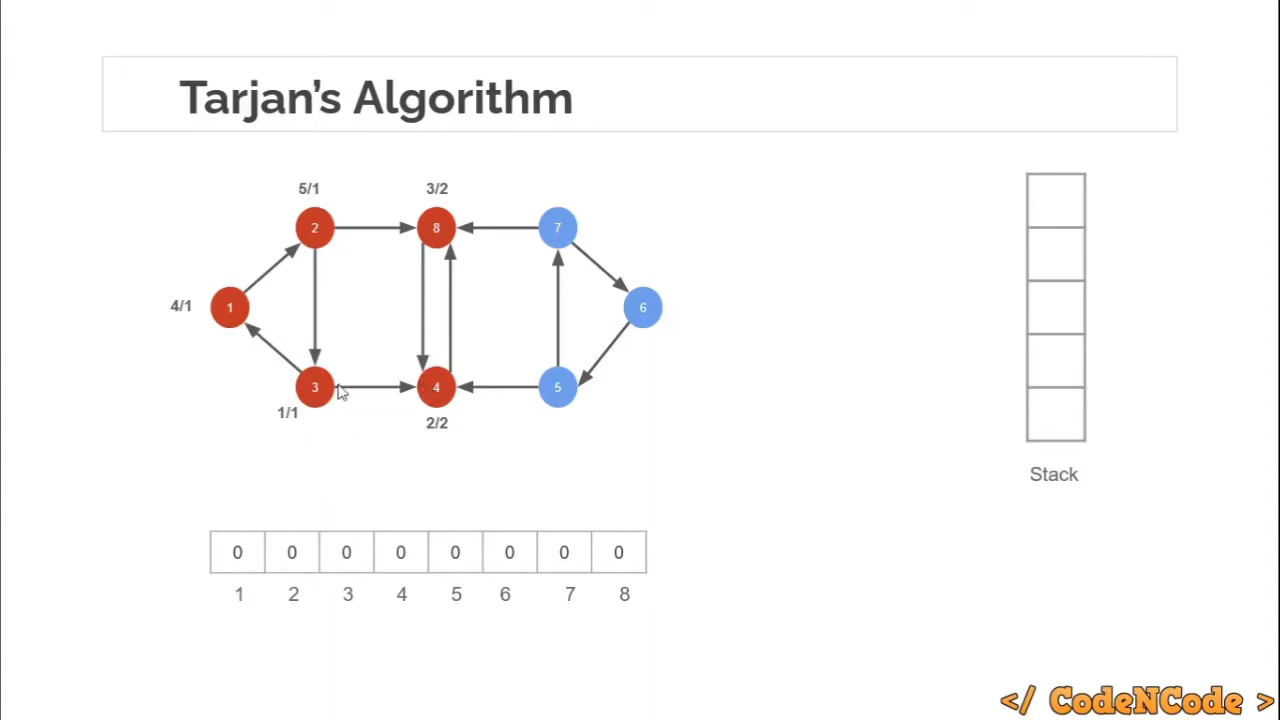 Tarjan's Algorithm
5/1
3/2
2
8
7
4/1
1
6
3
4
5
1/1
2/2
Stack
0 0 0 0 0 0 0 0
1 2 3 4 5 6 7 8
</ CodeNCode >